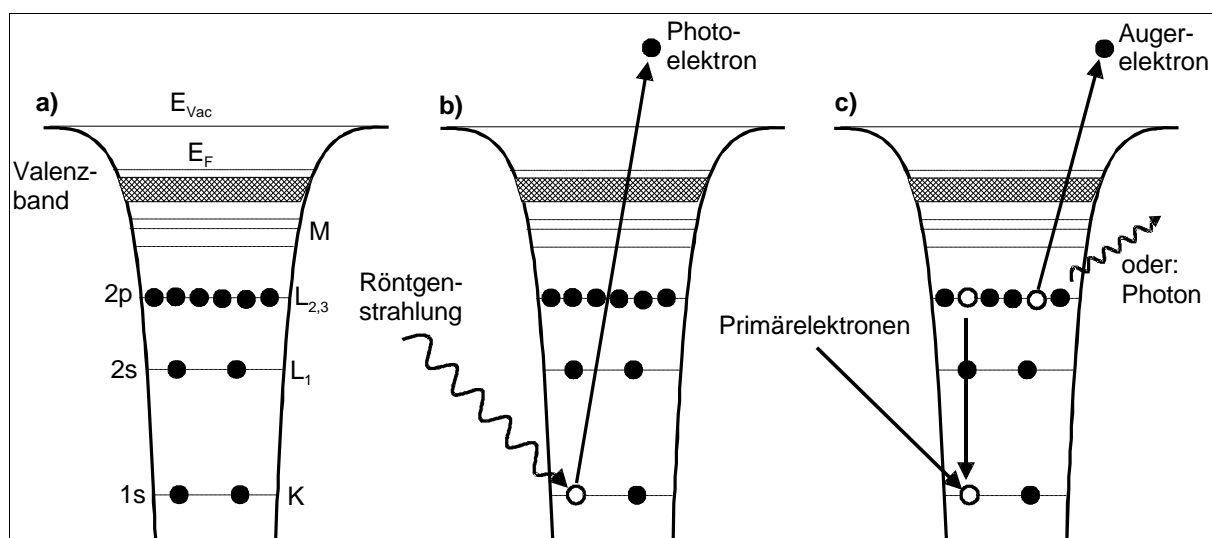 a)
E_Vac
E_F
Valenz-
band
M
2p
L_2,3
2s
L_1
1s
K
b)
Photo-
elektron
Röntgen-
strahlung
c)
Auger-
elektron
oder:
Photon
Primärelektronen